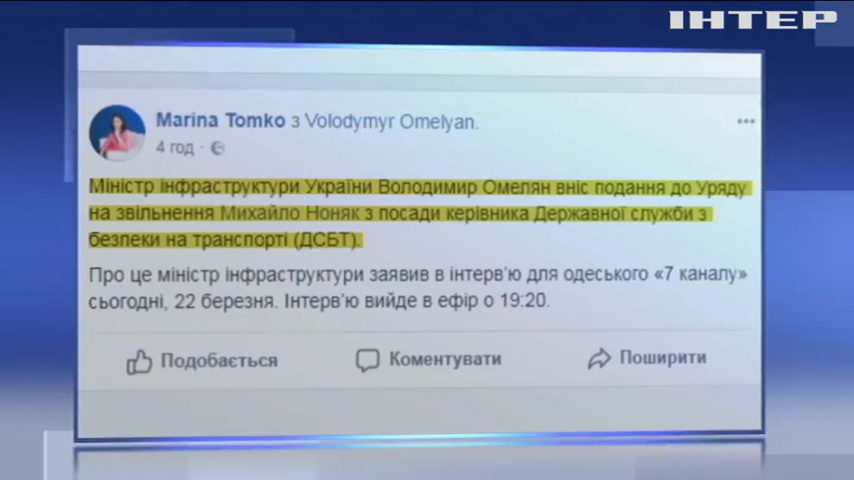 ІНТЕР
Marina Tomko з Volodymyr Omelyan.
4 год ·
Міністр інфраструктури України Володимир Омелян вніс подання до Уряду
на звільнення Михайло Ноняк з посади керівника Державної служби з
безпеки на транспорті (ДСБТ).
Про це міністр інфраструктури заявив в інтерв'ю для одеського «7 каналу»
сьогодні, 22 березня. Інтерв'ю вийде в ефір о 19:20.
Подобається Коментувати Поширити